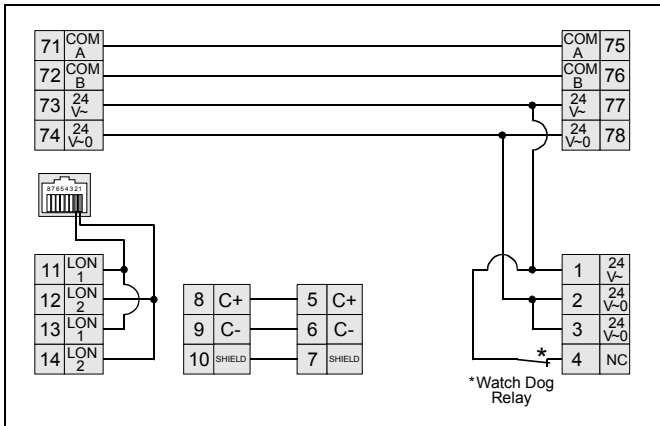 71 COM A
COM A 75
72 COM B
COM B 76
73 24 V~
24 V~ 77
74 24 V~0
24 V~0 78
87654321
11 LON 1
12 LON 2
13 LON 1
14 LON 2
8 C+
5 C+
9 C-
6 C-
10 SHIELD
7 SHIELD
1 24 V~
2 24 V~0
3 24 V~0
* 4 NC
*Watch Dog
Relay